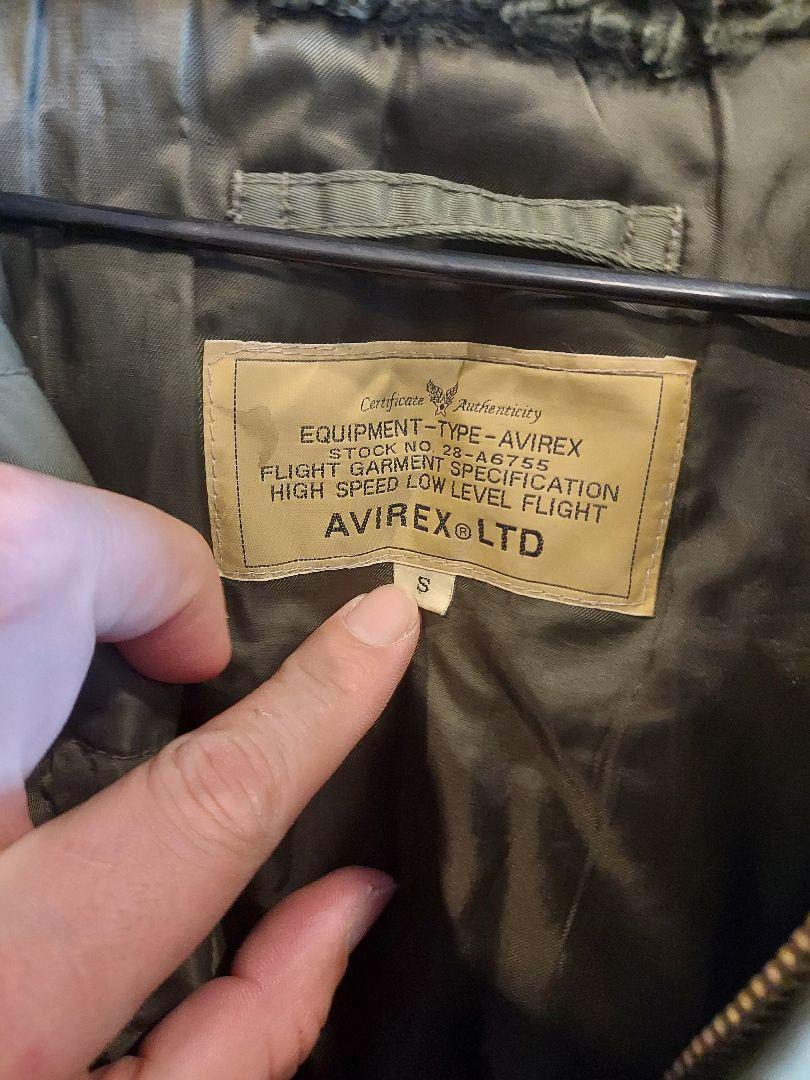 Certificate Authenticity
EQUIPMENT-TYPE-AVIREX
STOCK NO. 28-A6755
FLIGHT GARMENT SPECIFICATION
HIGH SPEED LOW LEVEL FLIGHT
AVIREX® LTD
S